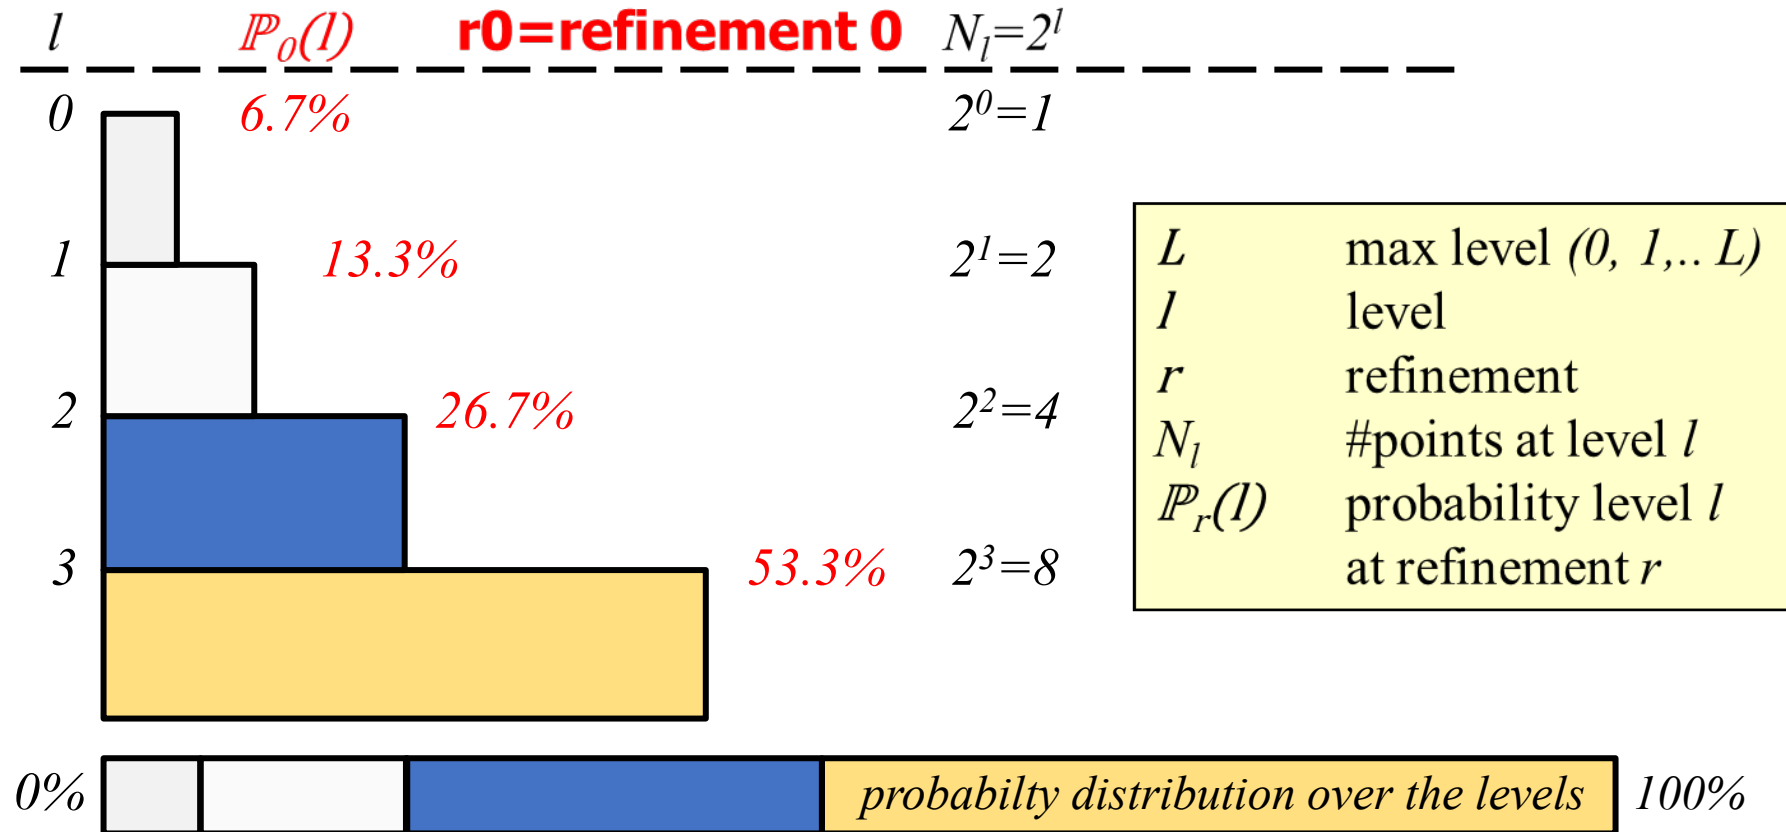 l ℙ₀(l) r0=refinement 0 Nₗ=2ˡ
0 6.7% 2⁰=1
1 13.3% 2¹=2
2 26.7% 2²=4
3 53.3% 2³=8
L max level (0, 1,.. L)
l level
r refinement
Nₗ #points at level l
ℙᵣ(l) probability level l
at refinement r
0% probabilty distribution over the levels 100%